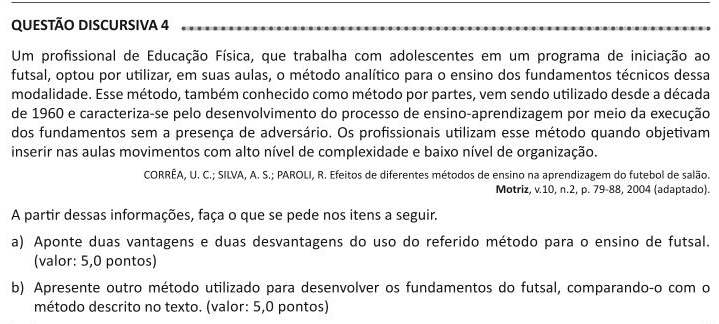 QUESTÃO DISCURSIVA 4
Um profissional de Educação Física, que trabalha com adolescentes em um programa de iniciação ao
futsal, optou por utilizar, em suas aulas, o método analítico para o ensino dos fundamentos técnicos dessa
modalidade. Esse método, também conhecido como método por partes, vem sendo utilizado desde a década
de 1960 e caracteriza-se pelo desenvolvimento do processo de ensino-aprendizagem por meio da execução
dos fundamentos sem a presença de adversário. Os profissionais utilizam esse método quando objetivam
inserir nas aulas movimentos com alto nível de complexidade e baixo nível de organização.
CORRÊA, U. C.; SILVA, A. S.; PAROLI, R. Efeitos de diferentes métodos de ensino na aprendizagem do futebol de salão.
Motriz, v.10, n.2, p. 79-88, 2004 (adaptado).
A partir dessas informações, faça o que se pede nos itens a seguir.
a) Aponte duas vantagens e duas desvantagens do uso do referido método para o ensino de futsal.
(valor: 5,0 pontos)
b) Apresente outro método utilizado para desenvolver os fundamentos do futsal, comparando-o com o
método descrito no texto. (valor: 5,0 pontos)